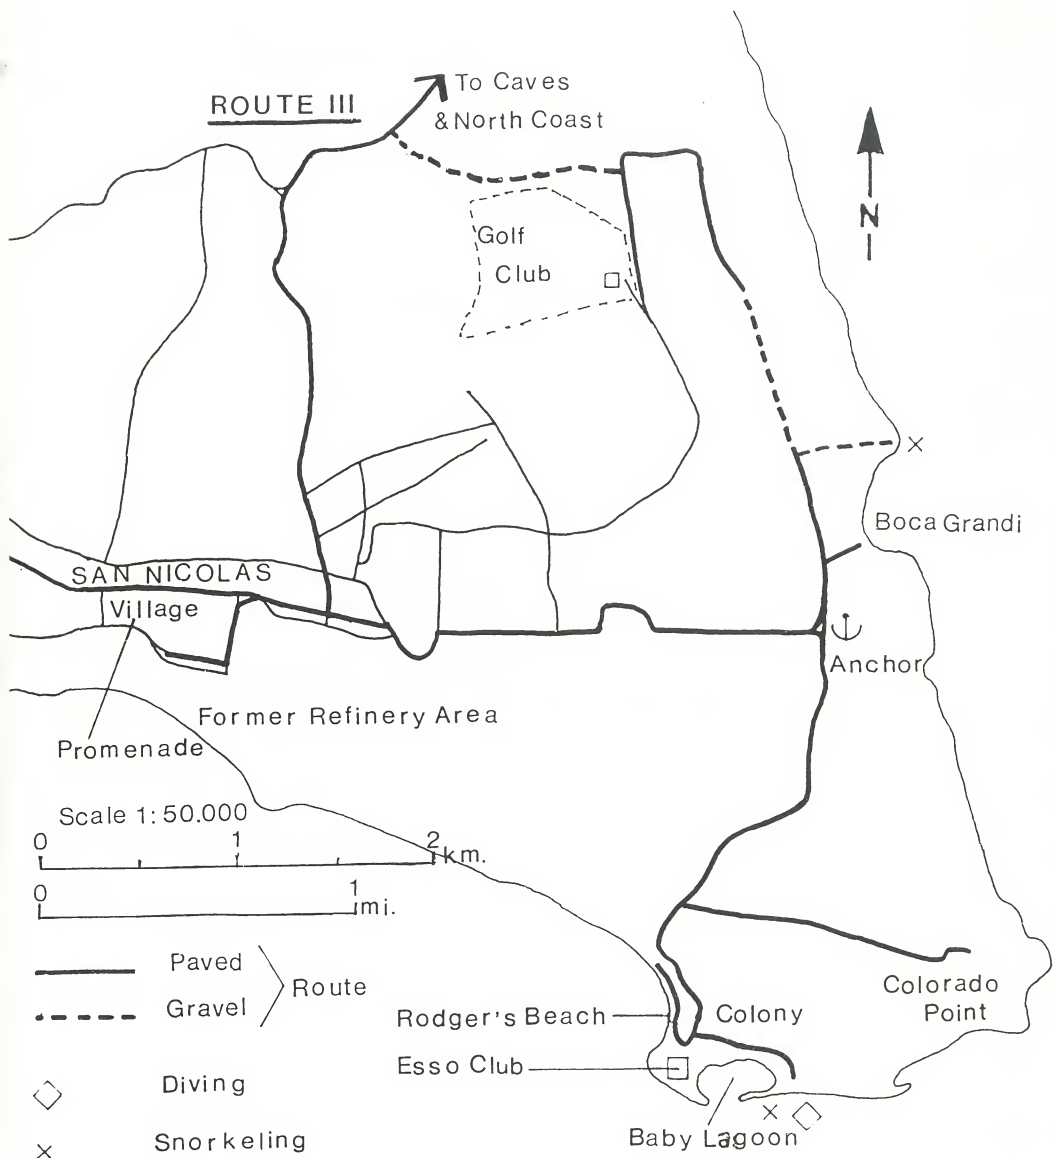 To Caves
ROUTE III
& North Coast
N
Golf
Club
Boca Grandi
SAN NICOLAS
Village
Anchor
Former Refinery Area
Promenade
Scale 1:50.000
0 1 2 km.
0 1 mi.
Paved
Gravel
Route
Colorado
Point
Rodger's Beach
Colony
Esso Club
Diving
Baby Lagoon
Snorkeling